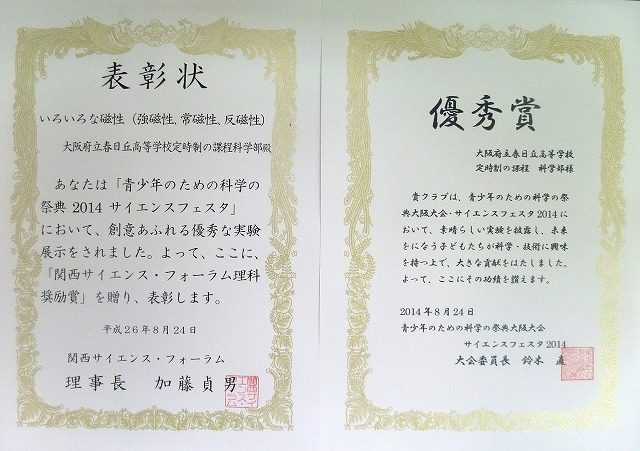 表彰状
いろいろな磁性（強磁性、常磁性、反磁性）
大阪府立春日丘高等学校定時制の課程科学部殿
あなたは「青少年のための科学の
祭典 2014 サイエンスフェスタ」
において、創意あふれる優秀な実験
展示をされました。よって、ここに、
「関西サイエンス・フォーラム理科
奨励賞」を贈り、表彰します。
平成26年8月24日
関西サイエンス・フォーラム
理事長 加藤貞男
優秀賞
大阪府立春日丘高等学校
定時制の課程 科学部様
貴クラブは、青少年のための科学の祭
典大阪大会・サイエンスフェスタ2014に
おいて、素晴らしい実験を披露し、未来
をになう子どもたちが科学・技術に興味
を持つ上で、大きな貢献をはたしました。
よって、ここにその功績を讃えます。
2014年8月24日
青少年のための科学の祭典大阪大会
サイエンスフェスタ2014
大会委員長 鈴木 直